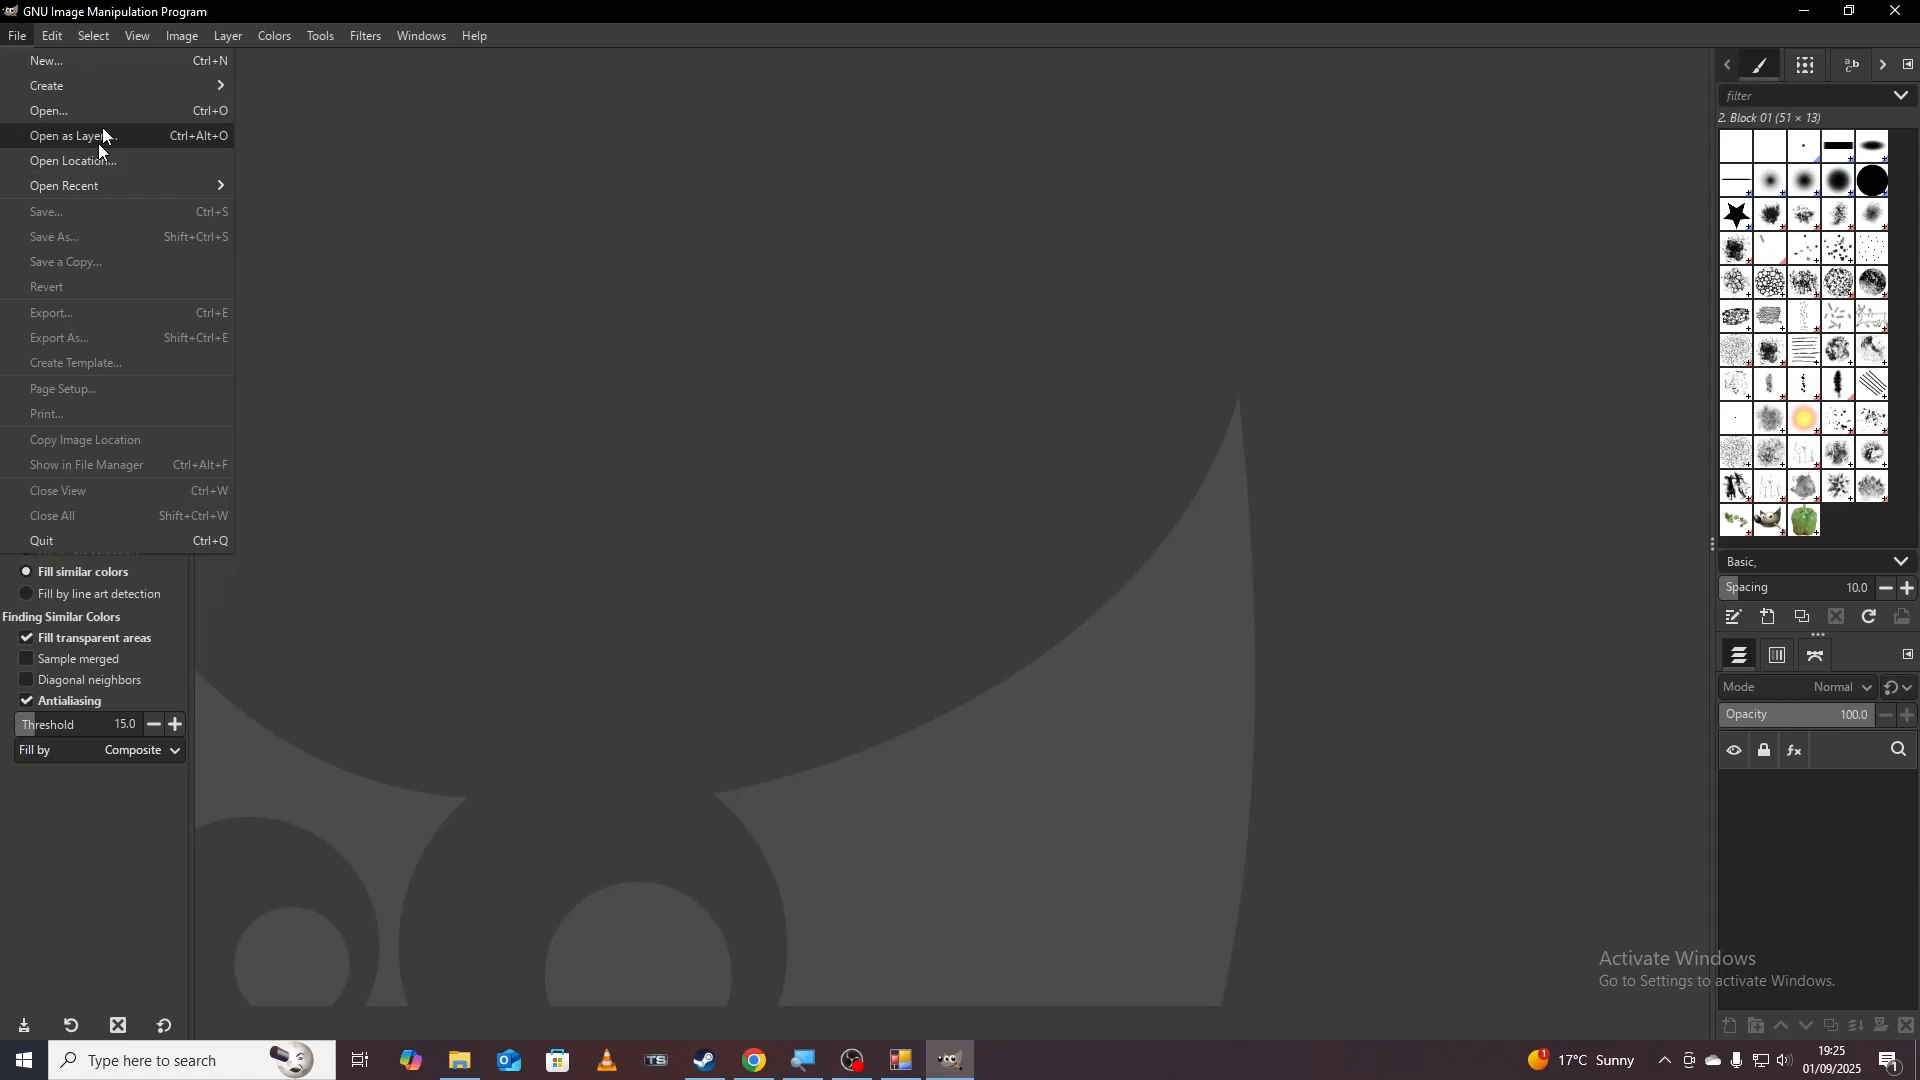 GNU Image Manipulation Program
File Edit Select View Image Layer Colors Tools Filters Windows Help
New... Ctrl+N
Create
Open... Ctrl+O
Open as Layers... Ctrl+Alt+O
Open Location...
Open Recent
Save... Ctrl+S
Save As... Shift+Ctrl+S
Save a Copy...
Revert
Export... Ctrl+E
Export As... Shift+Ctrl+E
Create Template...
Page Setup...
Print...
Copy Image Location
Show in File Manager Ctrl+Alt+F
Close View Ctrl+W
Close All Shift+Ctrl+W
Quit Ctrl+Q
Fill similar colors
Fill by line art detection
Finding Similar Colors
Fill transparent areas
Sample merged
Diagonal neighbors
Antialiasing
Threshold 15.0
Fill by Composite
filter
2. Block 01 (51 × 13)
Basic,
Spacing 10.0
Mode Normal
Opacity 100.0
fx
Activate Windows
Go to Settings to activate Windows.
Type here to search
TS
17°C Sunny
19:25
01/09/2025